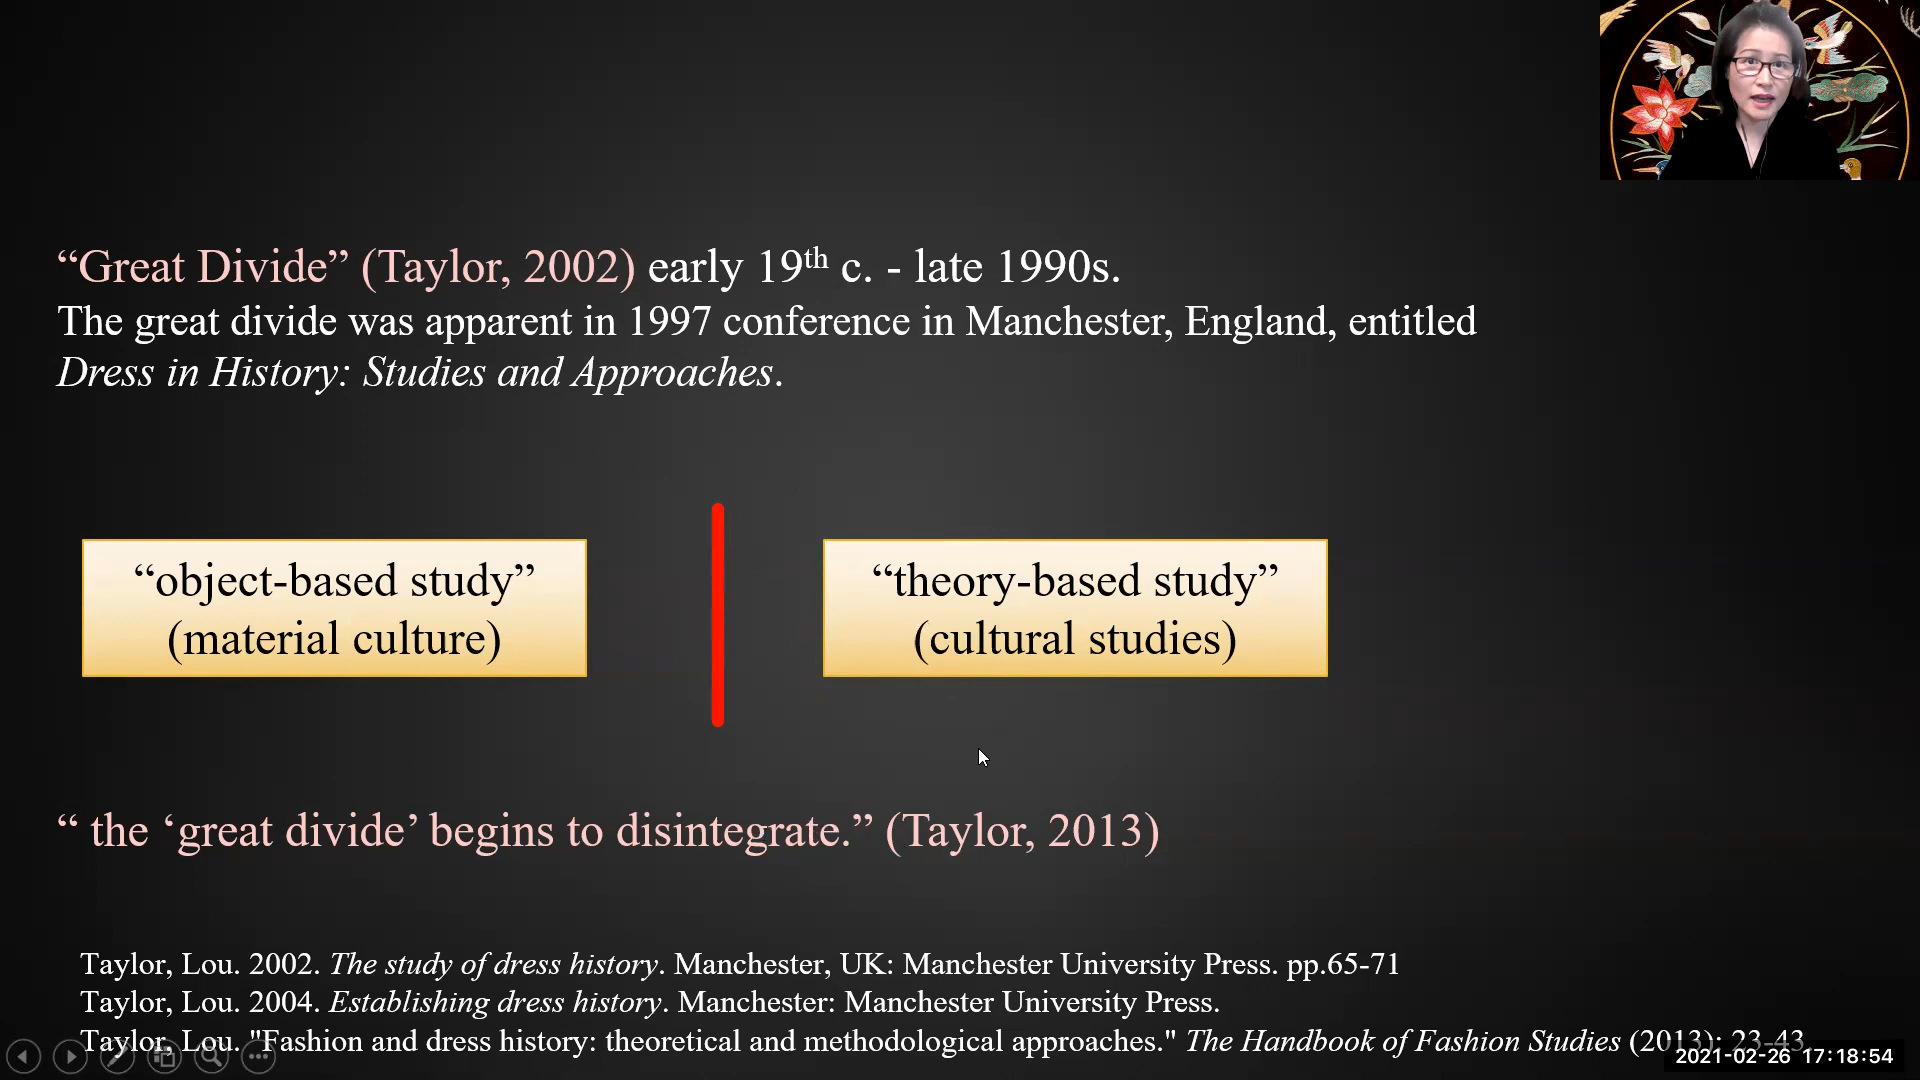 “Great Divide” (Taylor, 2002) early 19th c. - late 1990s.
The great divide was apparent in 1997 conference in Manchester, England, entitled
Dress in History: Studies and Approaches.
“object-based study”
(material culture)
“theory-based study”
(cultural studies)
“ the ‘great divide’ begins to disintegrate.” (Taylor, 2013)
Taylor, Lou. 2002. The study of dress history. Manchester, UK: Manchester University Press. pp.65-71
Taylor, Lou. 2004. Establishing dress history. Manchester: Manchester University Press.
Taylor, Lou. "Fashion and dress history: theoretical and methodological approaches." The Handbook of Fashion Studies (2013): 23-43.
2021-02-26 17:18:54